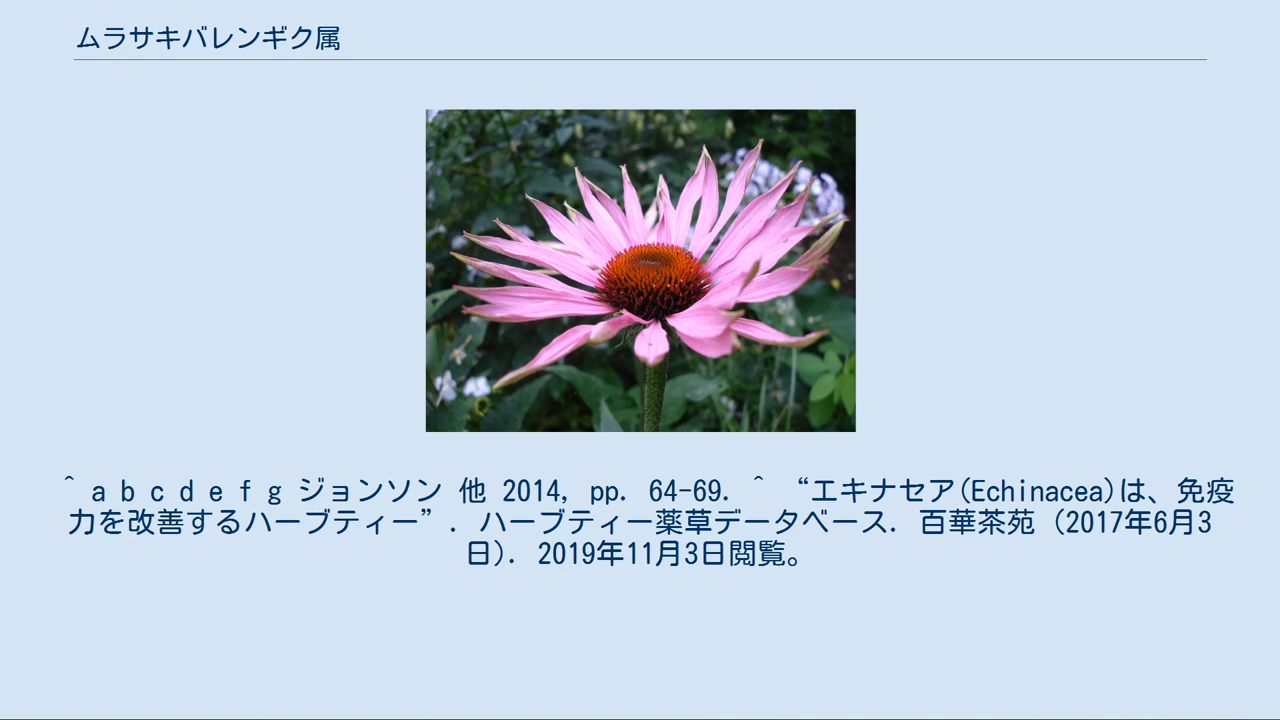 ムラサキバレンギク属
^ a b c d e f g ジョンソン 他 2014, pp. 64-69. ^ “エキナセア(Echinacea)は、免疫
力を改善するハーブティー”. ハーブティー薬草データベース. 百華茶苑 (2017年6月3
日). 2019年11月3日閲覧。